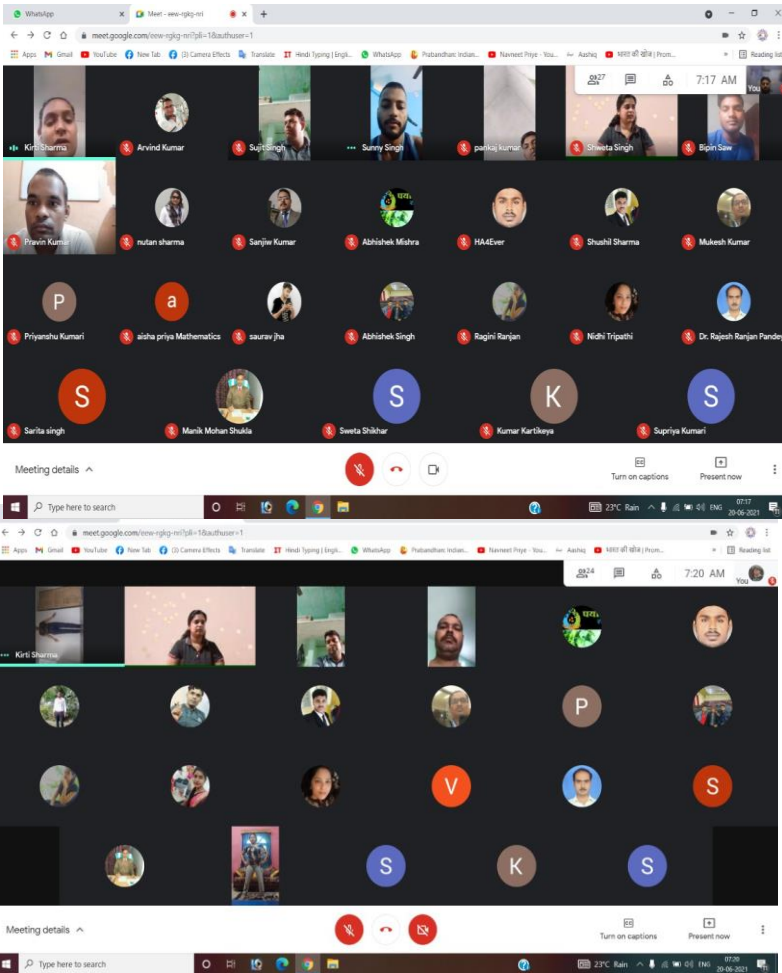 WhatsApp
Meet - eew-rgkg-nri
meet.google.com/eew-rgkg-nri?pli=1&authuser=1
Apps Gmail YouTube New Tab (3) Camera Effects Translate Hindi Typing | Engli... WhatsApp Prabandhan: Indian... Navneet Priye - You... Aashiq भारत की खोज | Prom... Reading list
27 7:17 AM You
Kirti Sharma Arvind Kumar Sujit Singh Sunny Singh pankaj kumar Shweta Singh Bipin Saw
Pravin Kumar nutan sharma Sanjiw Kumar Abhishek Mishra HA4Ever Shushil Sharma Mukesh Kumar
P a
Priyanshu Kumari aisha priya Mathematics saurav jha Abhishek Singh Ragini Ranjan Nidhi Tripathi Dr. Rajesh Ranjan Pandey
S S K S
Sarita singh Manik Mohan Shukla Sweta Shikhar Kumar Kartikeya Supriya Kumari
Meeting details Turn on captions Present now
Type here to search 23°C Rain ENG 07:17
20-06-2021
meet.google.com/eew-rgkg-nri?pli=1&authuser=1
Apps Gmail YouTube New Tab (3) Camera Effects Translate Hindi Typing | Engli... WhatsApp Prabandhan: Indian... Navneet Priye - You... Aashiq भारत की खोज | Prom... Reading list
24 7:20 AM You
Kirti Sharma
P
V S
S K S
Meeting details Turn on captions Present now
Type here to search 23°C Rain ENG 07:20
20-06-2021